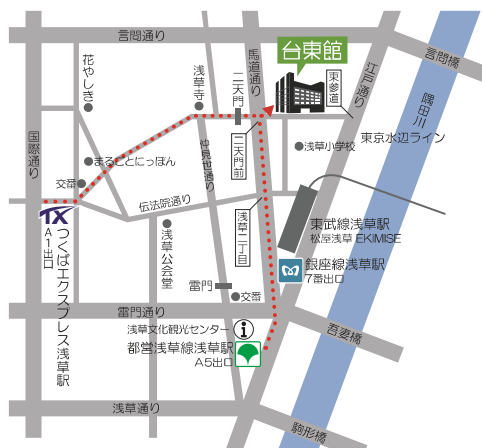 言問通り
台東館
馬道通り
江戸通り
言問橋
花やしき
浅草寺
二天門
東参道
隅田川
国際通り
仲見世通り
二天門前
浅草小学校
東京水辺ライン
まるごとにっぽん
交番
伝法院通り
浅草二丁目
TX
A1出口
つくばエクスプレス浅草駅
浅草公会堂
東武線浅草駅
松屋浅草 EKIMISE
銀座線浅草駅
7番出口
雷門
交番
雷門通り
吾妻橋
浅草文化観光センター
i
都営浅草線浅草駅
A5出口
浅草通り
駒形橋